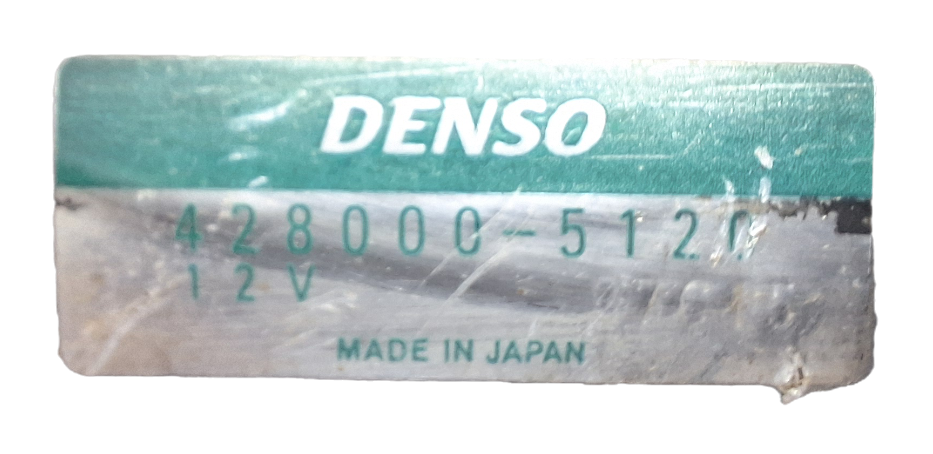 DENSO
428000-5120
12V
MADE IN JAPAN